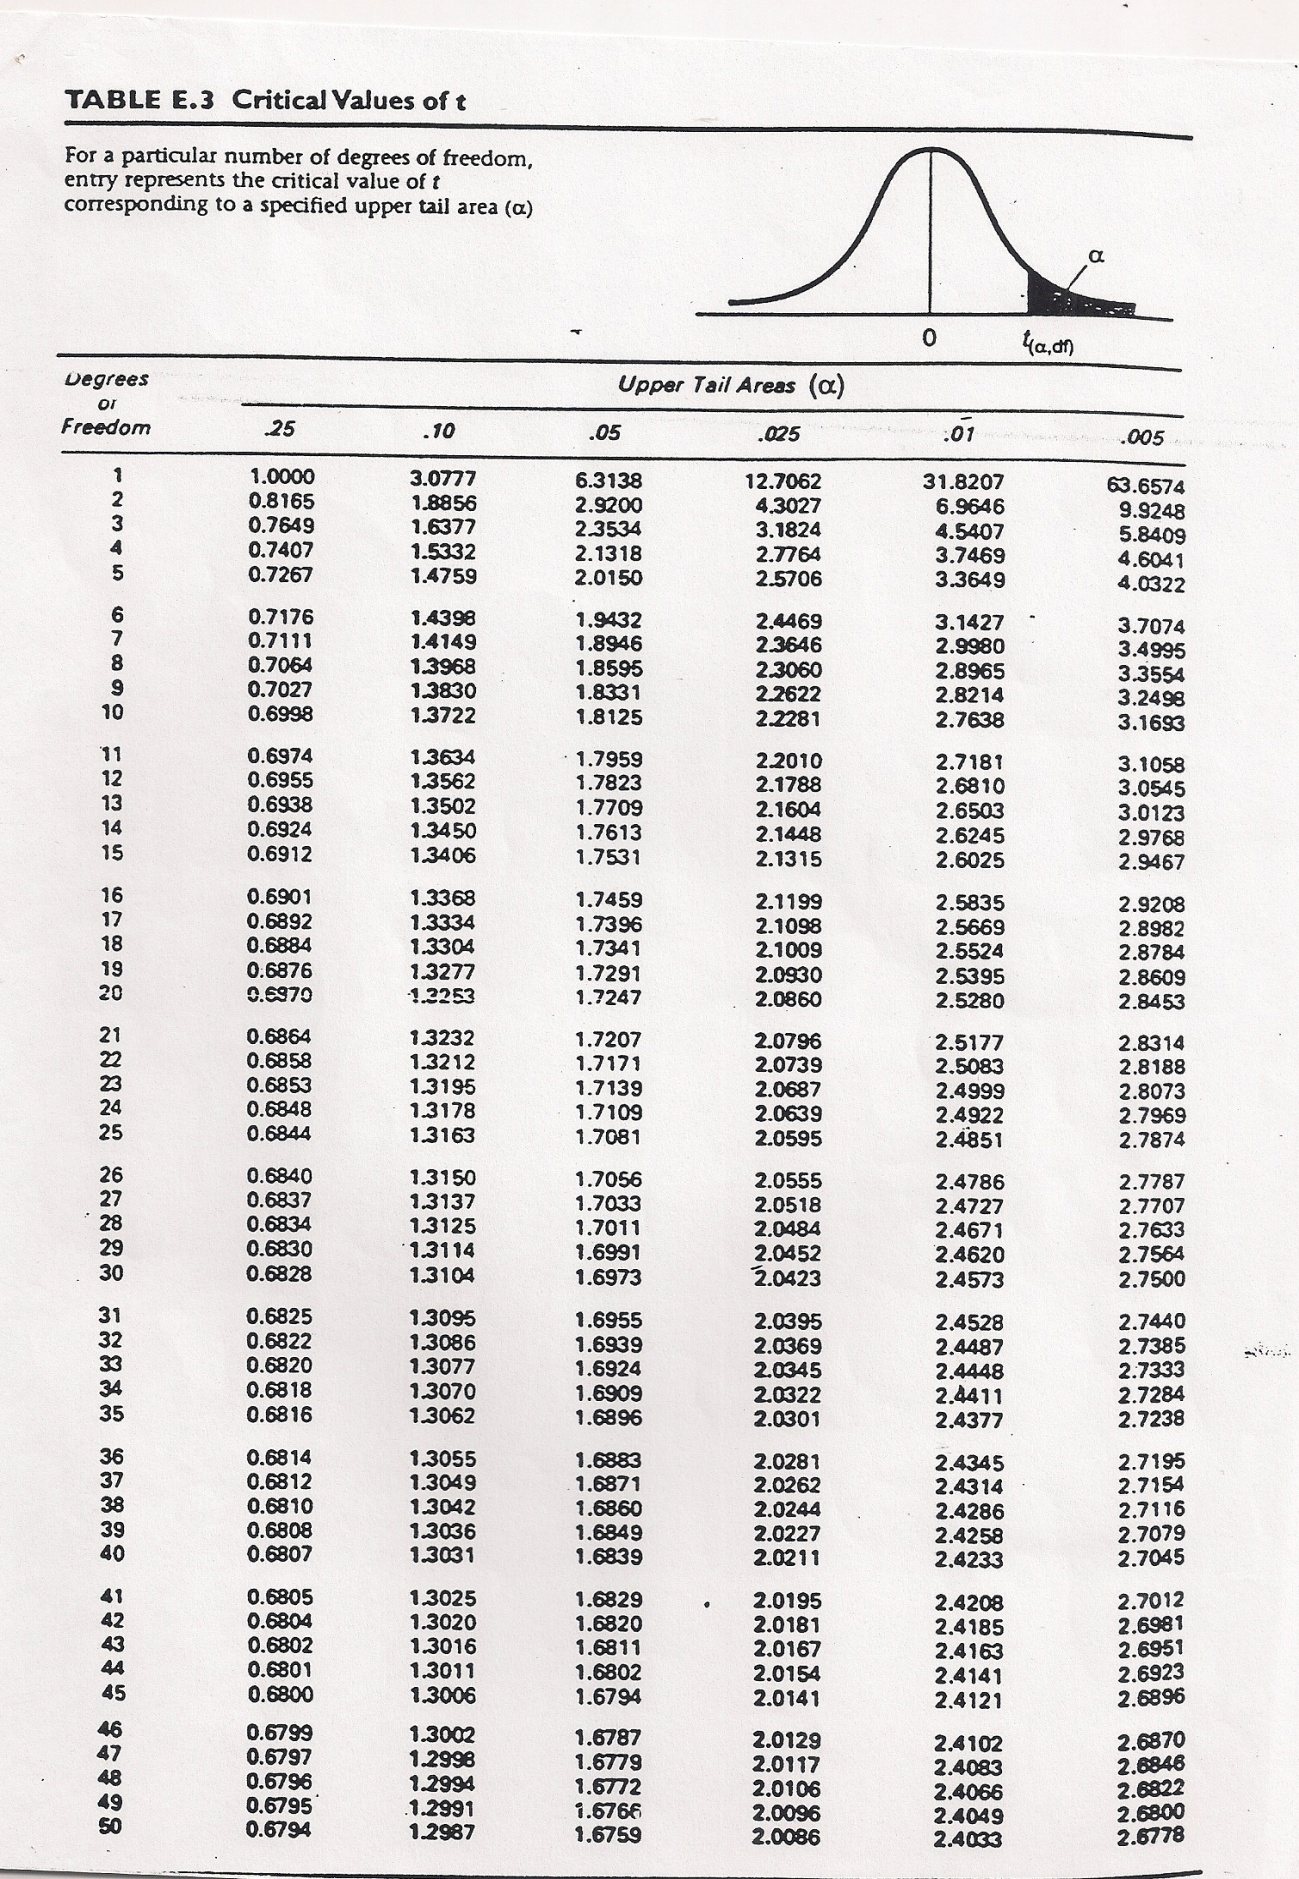 TABLE E.3 Critical Values of t
For a particular number of degrees of freedom,
entry represents the critical value of t
corresponding to a specified upper tail area (α)
α
0 t(α,df)
Degrees
of
Freedom
Upper Tail Areas (α)
.25 .10 .05 .025 .01 .005
1 1.0000 3.0777 6.3138 12.7062 31.8207 63.6574
2 0.8165 1.8856 2.9200 4.3027 6.9646 9.9248
3 0.7649 1.6377 2.3534 3.1824 4.5407 5.8409
4 0.7407 1.5332 2.1318 2.7764 3.7469 4.6041
5 0.7267 1.4759 2.0150 2.5706 3.3649 4.0322
6 0.7176 1.4398 1.9432 2.4469 3.1427 3.7074
7 0.7111 1.4149 1.8946 2.3646 2.9980 3.4995
8 0.7064 1.3968 1.8595 2.3060 2.8965 3.3554
9 0.7027 1.3830 1.8331 2.2622 2.8214 3.2498
10 0.6998 1.3722 1.8125 2.2281 2.7638 3.1693
11 0.6974 1.3634 1.7959 2.2010 2.7181 3.1058
12 0.6955 1.3562 1.7823 2.1788 2.6810 3.0545
13 0.6938 1.3502 1.7709 2.1604 2.6503 3.0123
14 0.6924 1.3450 1.7613 2.1448 2.6245 2.9768
15 0.6912 1.3406 1.7531 2.1315 2.6025 2.9467
16 0.6901 1.3368 1.7459 2.1199 2.5835 2.9208
17 0.6892 1.3334 1.7396 2.1098 2.5669 2.8982
18 0.6884 1.3304 1.7341 2.1009 2.5524 2.8784
19 0.6876 1.3277 1.7291 2.0930 2.5395 2.8609
20 0.6870 1.3253 1.7247 2.0860 2.5280 2.8453
21 0.6864 1.3232 1.7207 2.0796 2.5177 2.8314
22 0.6858 1.3212 1.7171 2.0739 2.5083 2.8188
23 0.6853 1.3195 1.7139 2.0687 2.4999 2.8073
24 0.6848 1.3178 1.7109 2.0639 2.4922 2.7969
25 0.6844 1.3163 1.7081 2.0595 2.4851 2.7874
26 0.6840 1.3150 1.7056 2.0555 2.4786 2.7787
27 0.6837 1.3137 1.7033 2.0518 2.4727 2.7707
28 0.6834 1.3125 1.7011 2.0484 2.4671 2.7633
29 0.6830 1.3114 1.6991 2.0452 2.4620 2.7564
30 0.6828 1.3104 1.6973 2.0423 2.4573 2.7500
31 0.6825 1.3095 1.6955 2.0395 2.4528 2.7440
32 0.6822 1.3086 1.6939 2.0369 2.4487 2.7385
33 0.6820 1.3077 1.6924 2.0345 2.4448 2.7333
34 0.6818 1.3070 1.6909 2.0322 2.4411 2.7284
35 0.6816 1.3062 1.6896 2.0301 2.4377 2.7238
36 0.6814 1.3055 1.6883 2.0281 2.4345 2.7195
37 0.6812 1.3049 1.6871 2.0262 2.4314 2.7154
38 0.6810 1.3042 1.6860 2.0244 2.4286 2.7116
39 0.6808 1.3036 1.6849 2.0227 2.4258 2.7079
40 0.6807 1.3031 1.6839 2.0211 2.4233 2.7045
41 0.6805 1.3025 1.6829 2.0195 2.4208 2.7012
42 0.6804 1.3020 1.6820 2.0181 2.4185 2.6981
43 0.6802 1.3016 1.6811 2.0167 2.4163 2.6951
44 0.6801 1.3011 1.6802 2.0154 2.4141 2.6923
45 0.6800 1.3006 1.6794 2.0141 2.4121 2.6896
46 0.6799 1.3002 1.6787 2.0129 2.4102 2.6870
47 0.6797 1.2998 1.6779 2.0117 2.4083 2.6846
48 0.6796 1.2994 1.6772 2.0106 2.4066 2.6822
49 0.6795 1.2991 1.6766 2.0096 2.4049 2.6800
50 0.6794 1.2987 1.6759 2.0086 2.4033 2.6778